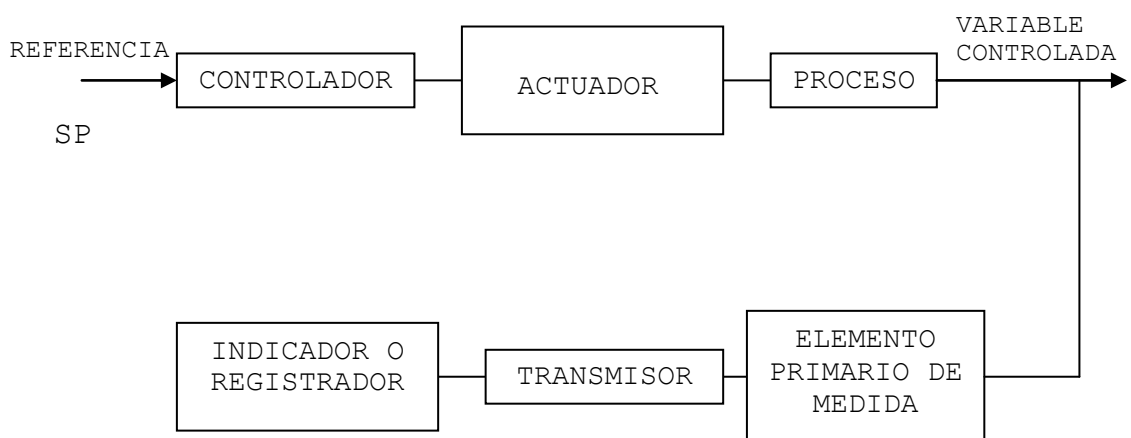 VARIABLE
CONTROLADA
REFERENCIA
CONTROLADOR
ACTUADOR
PROCESO
SP
INDICADOR O
REGISTRADOR
TRANSMISOR
ELEMENTO
PRIMARIO DE
MEDIDA